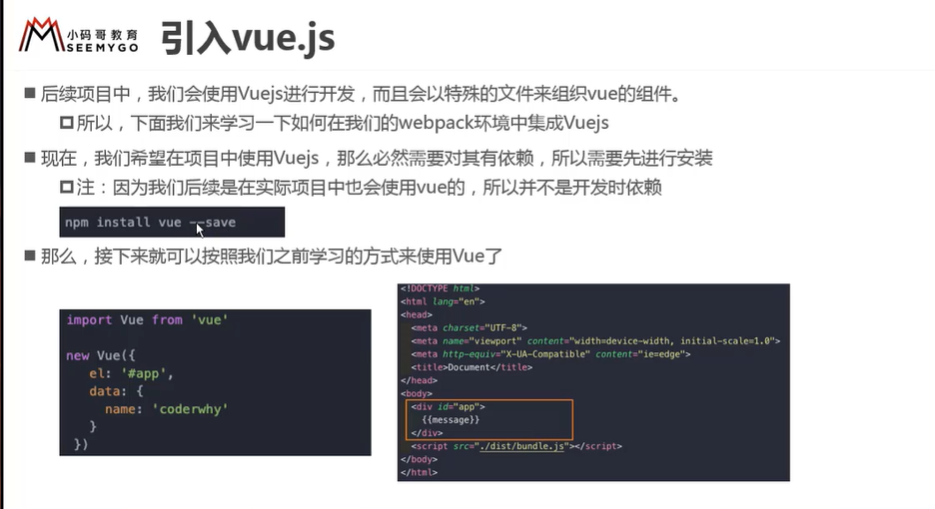 小码哥教育
SEEMYGO
引入vue.js
后续项目中，我们会使用Vuejs进行开发，而且会以特殊的文件来组织vue的组件。
所以，下面我们来学习一下如何在我们的webpack环境中集成Vuejs
现在，我们希望在项目中使用Vuejs，那么必然需要对其有依赖，所以需要先进行安装
注：因为我们后续是在实际项目中也会使用vue的，所以并不是开发时依赖
npm install vue --save
那么，接下来就可以按照我们之前学习的方式来使用Vue了
import Vue from 'vue'
new Vue({
el: '#app',
data: {
name: 'coderwhy'
}
})
<!DOCTYPE html>
<html lang="en">
<head>
<meta charset="UTF-8">
<meta name="viewport" content="width=device-width, initial-scale=1.0">
<meta http-equiv="X-UA-Compatible" content="ie=edge">
<title>Document</title>
</head>
<body>
<div id="app">
{{message}}
</div>
<script src="./dist/bundle.js"></script>
</body>
</html>